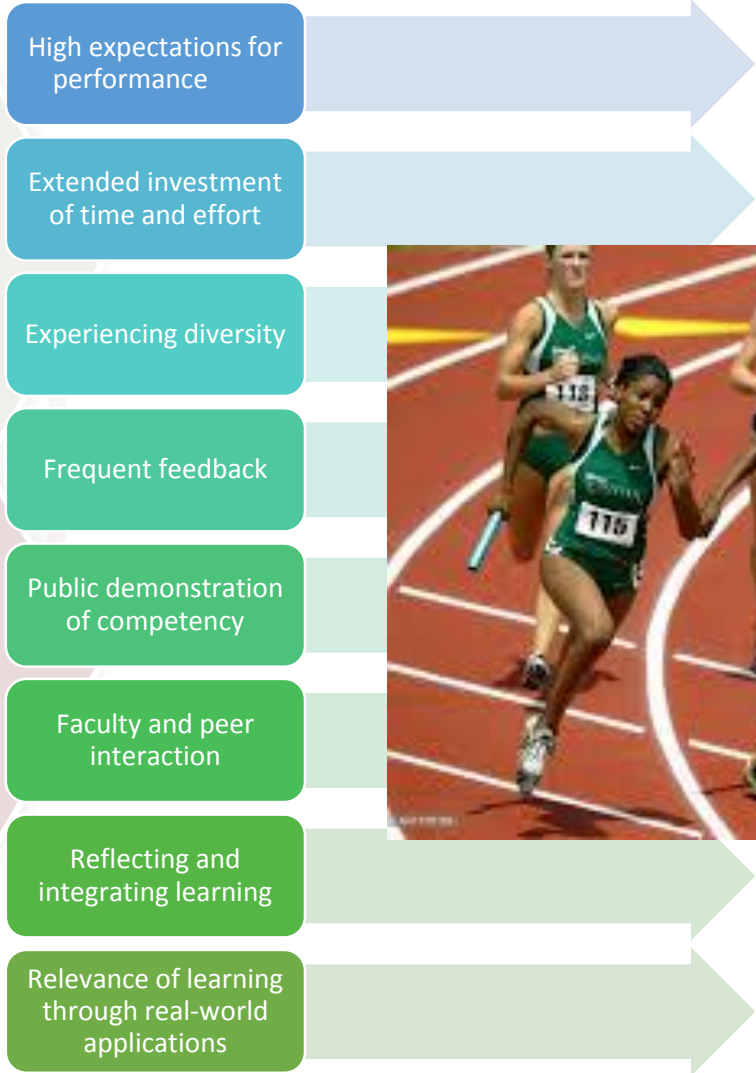 High expectations for
performance
Extended investment
of time and effort
Experiencing diversity
Frequent feedback
Public demonstration
of competency
Faculty and peer
interaction
Reflecting and
integrating learning
Relevance of learning
through real-world
applications
115